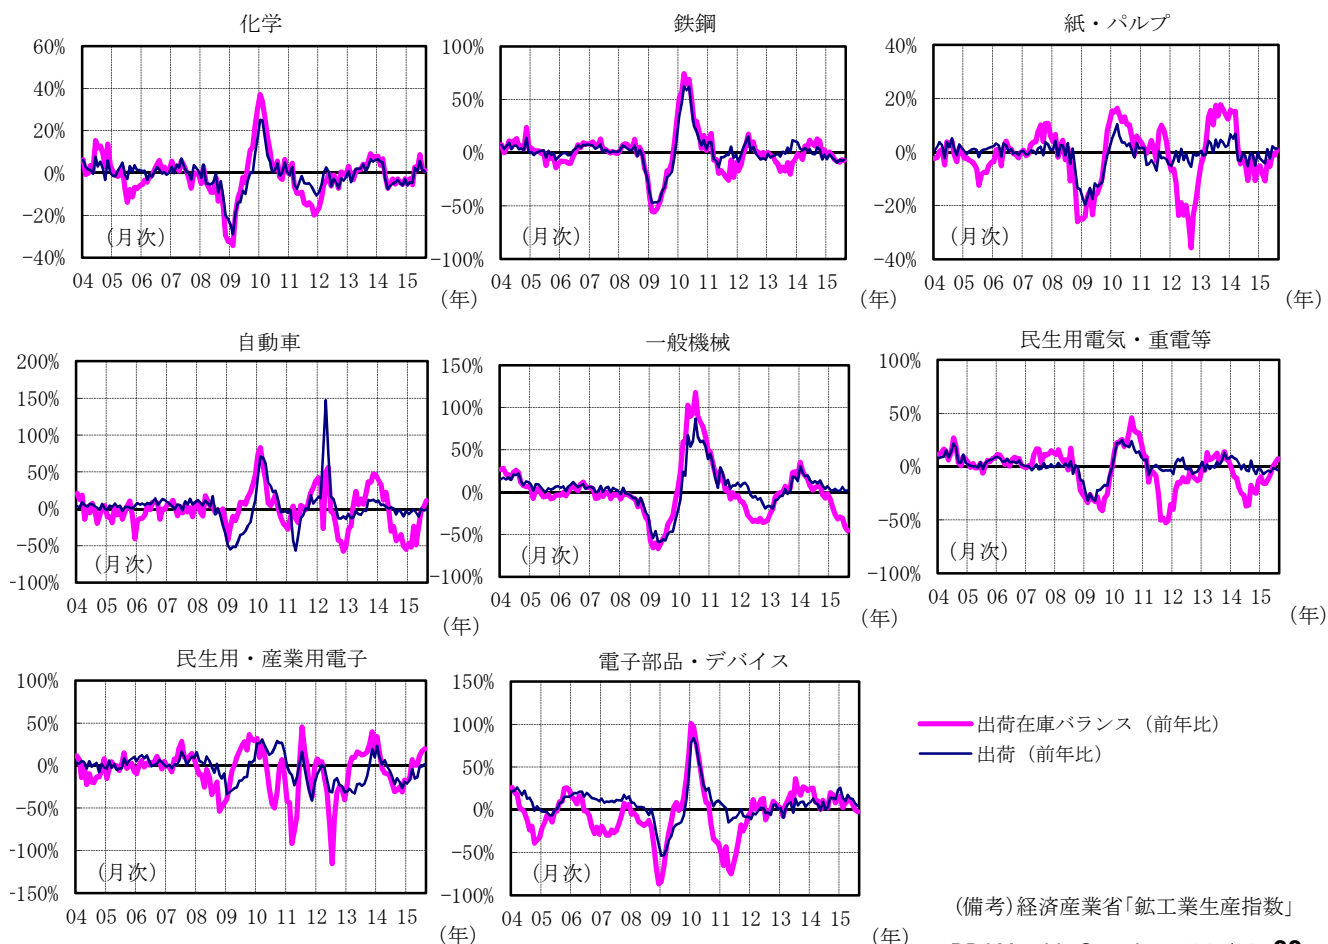 化学
60%
40%
20%
0%
-20%
-40%
(月次)
04 05 06 07 08 09 10 11 12 13 14 15
(年)
鉄鋼
100%
50%
0%
-50%
-100%
(月次)
04 05 06 07 08 09 10 11 12 13 14 15
(年)
紙・パルプ
40%
20%
0%
-20%
-40%
(月次)
04 05 06 07 08 09 10 11 12 13 14 15
(年)
自動車
200%
150%
100%
50%
0%
-50%
-100%
(月次)
04 05 06 07 08 09 10 11 12 13 14 15
(年)
一般機械
150%
100%
50%
0%
-50%
-100%
(月次)
04 05 06 07 08 09 10 11 12 13 14 15
(年)
民生用電気・重電等
100%
50%
0%
-50%
-100%
(月次)
04 05 06 07 08 09 10 11 12 13 14 15
(年)
民生用・産業用電子
100%
50%
0%
-50%
-100%
-150%
(月次)
04 05 06 07 08 09 10 11 12 13 14 15
(年)
電子部品・デバイス
150%
100%
50%
0%
-50%
-100%
(月次)
04 05 06 07 08 09 10 11 12 13 14 15
(年)
出荷在庫バランス（前年比）
出荷（前年比）
(備考)経済産業省「鉱工業生産指数」